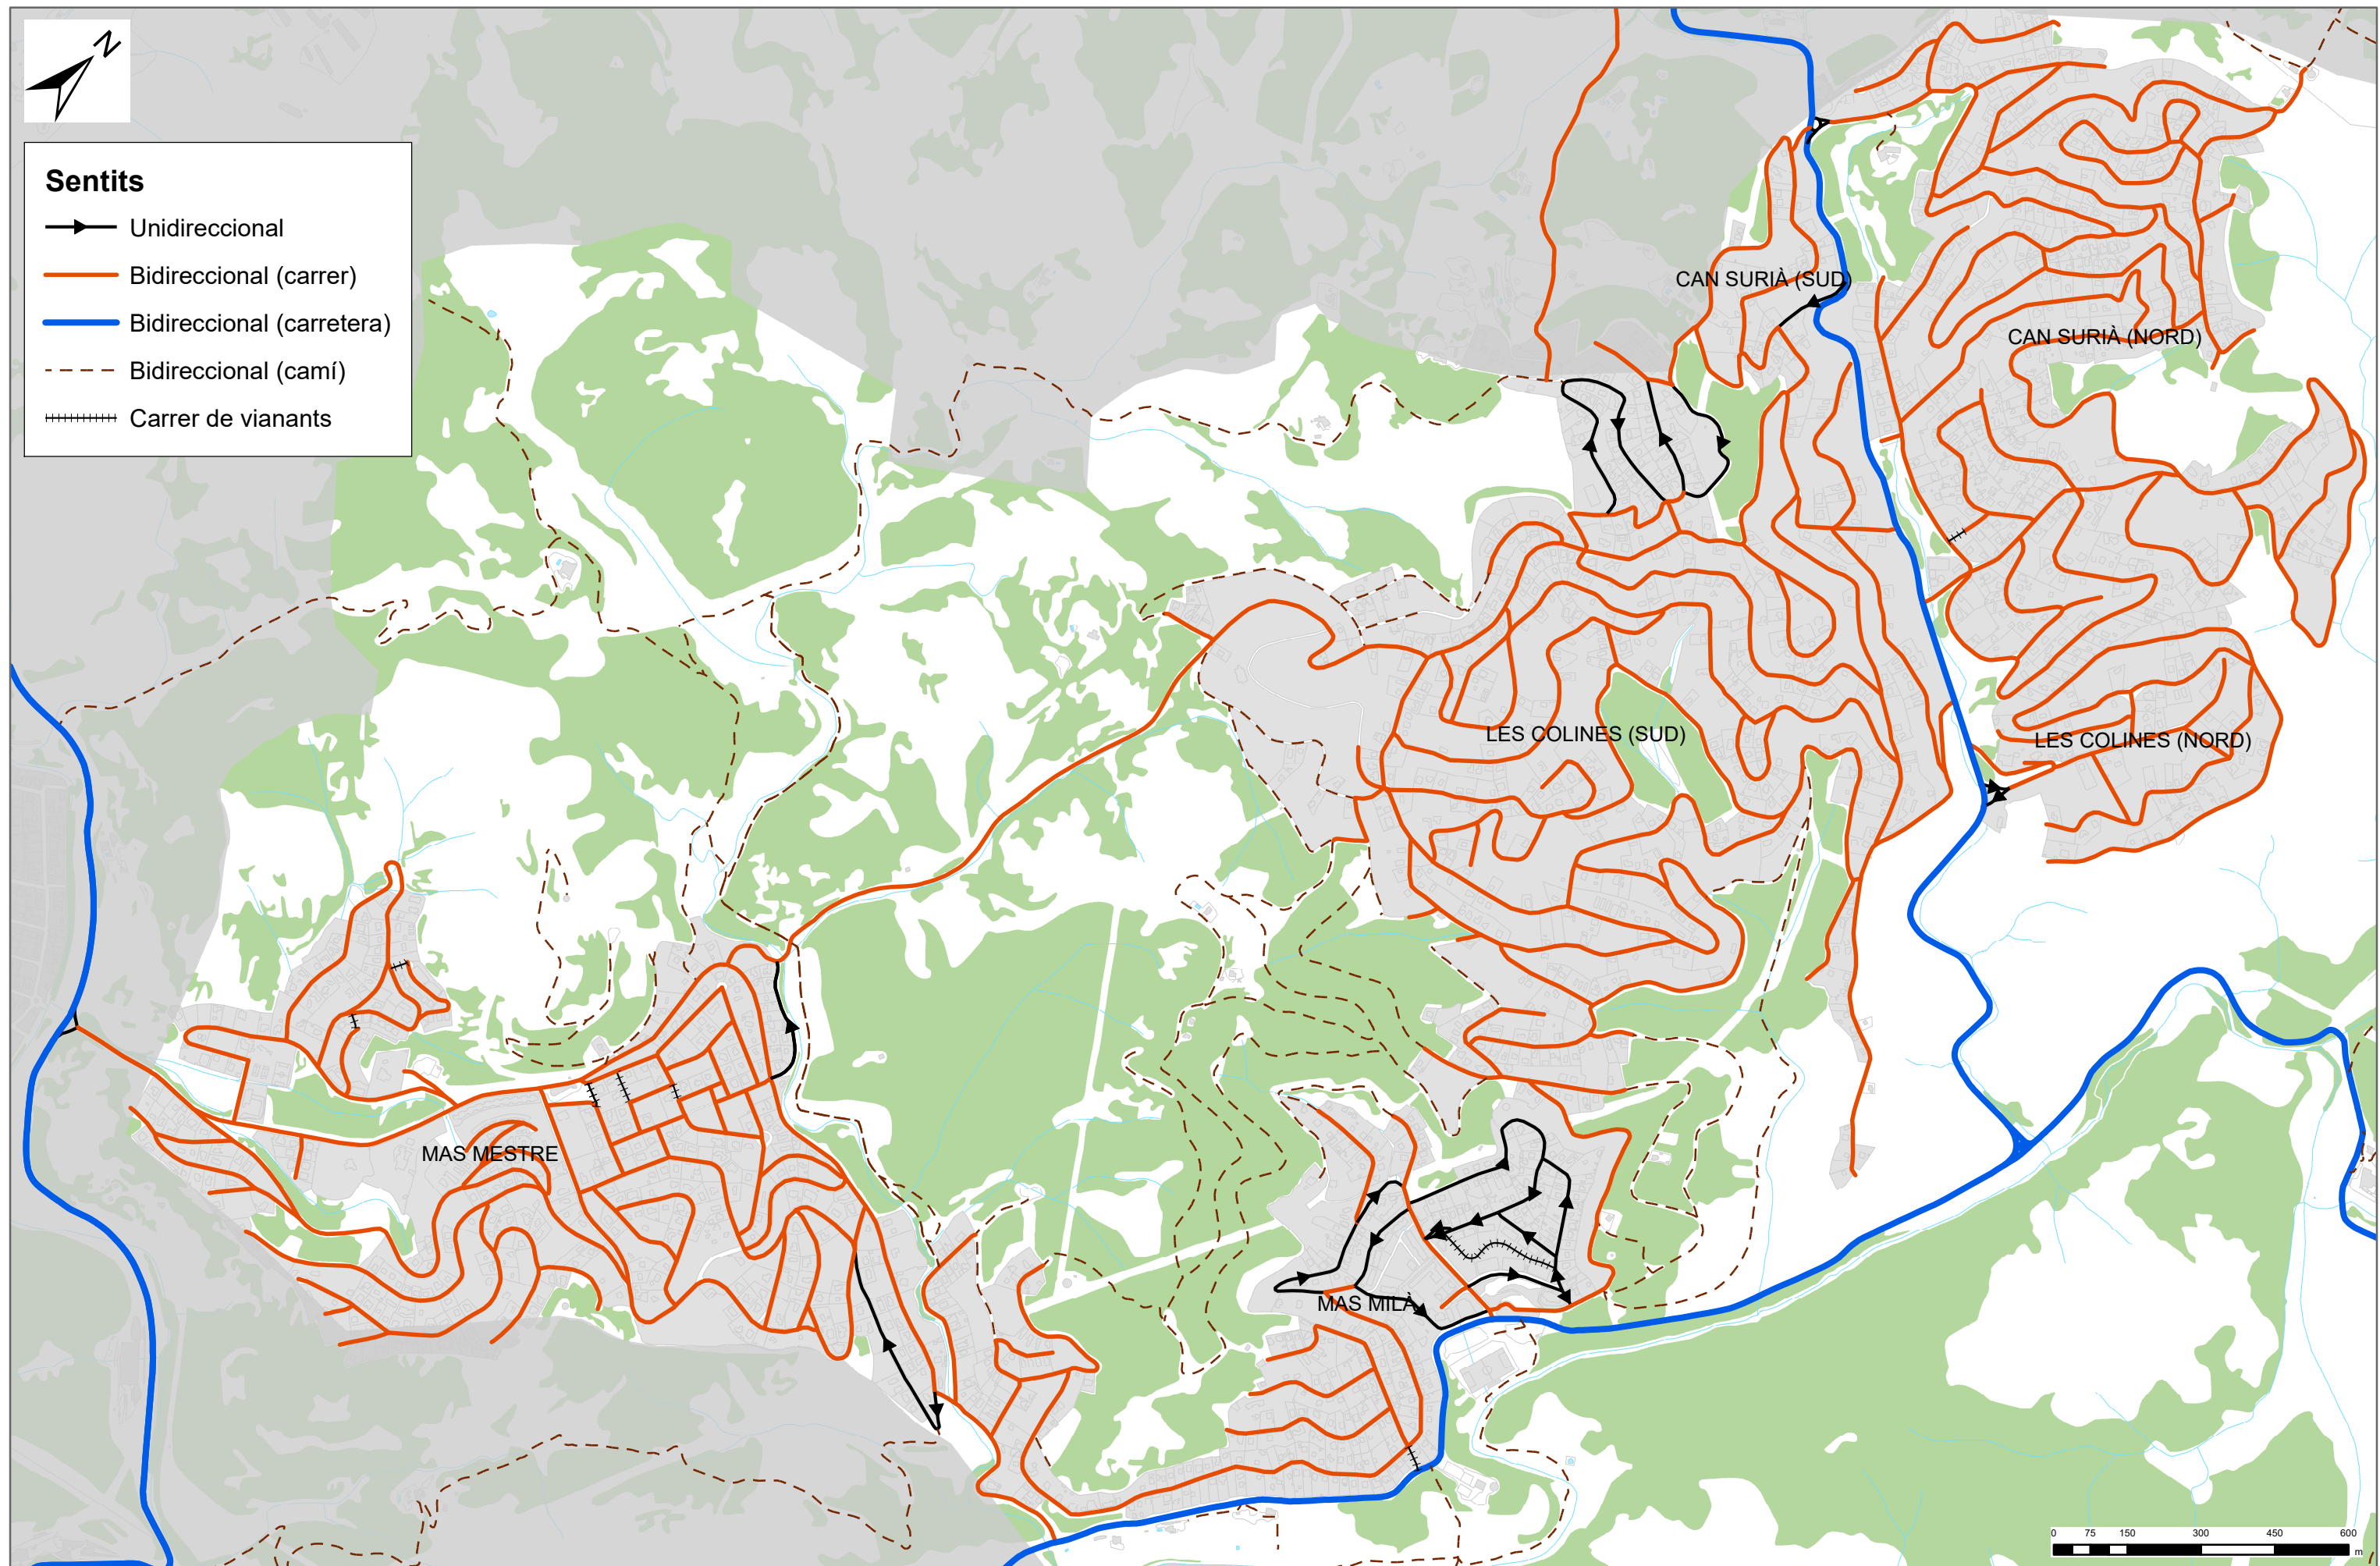 N
Sentits
Unidireccional
Bidireccional (carrer)
Bidireccional (carretera)
Bidireccional (camí)
Carrer de vianants
CAN SURIÀ (SUD)
CAN SURIÀ (NORD)
LES COLINES (SUD)
LES COLINES (NORD)
MAS MESTRE
MAS MILÀ
0 75 150 300 450 600
m